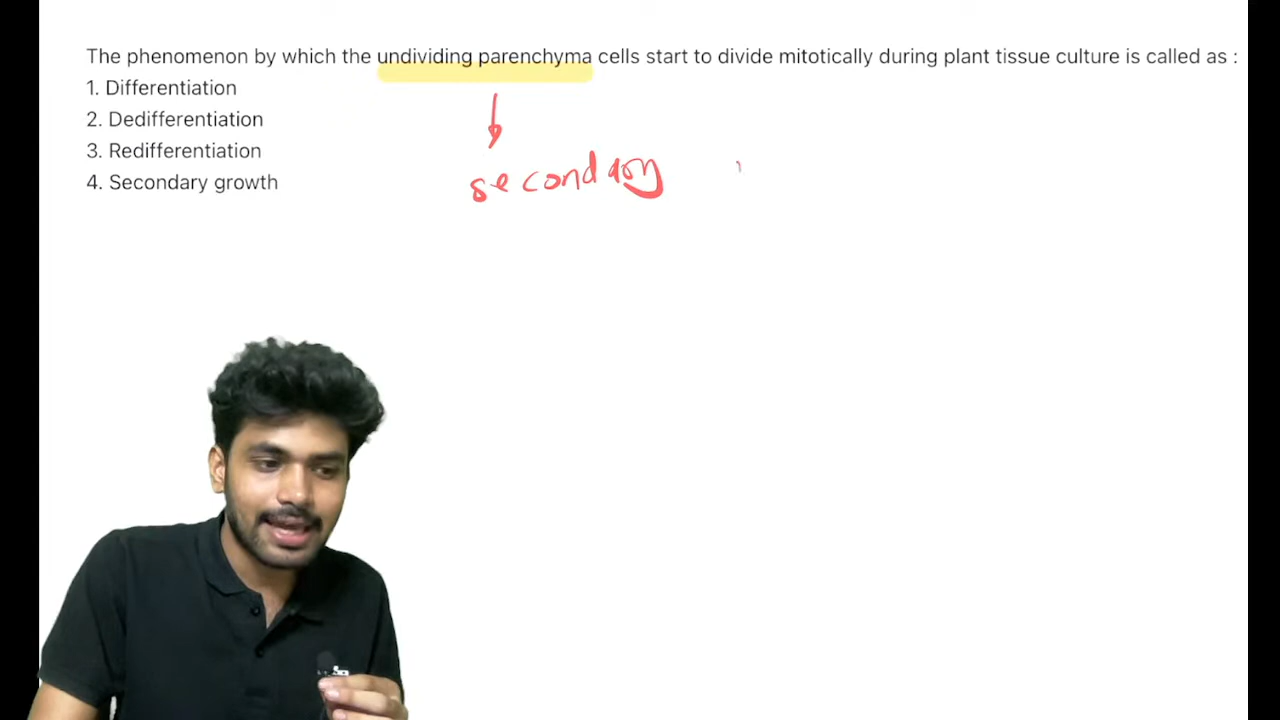 The phenomenon by which the undividing parenchyma cells start to divide mitotically during plant tissue culture is called as :
1. Differentiation
2. Dedifferentiation
3. Redifferentiation
4. Secondary growth
secondary